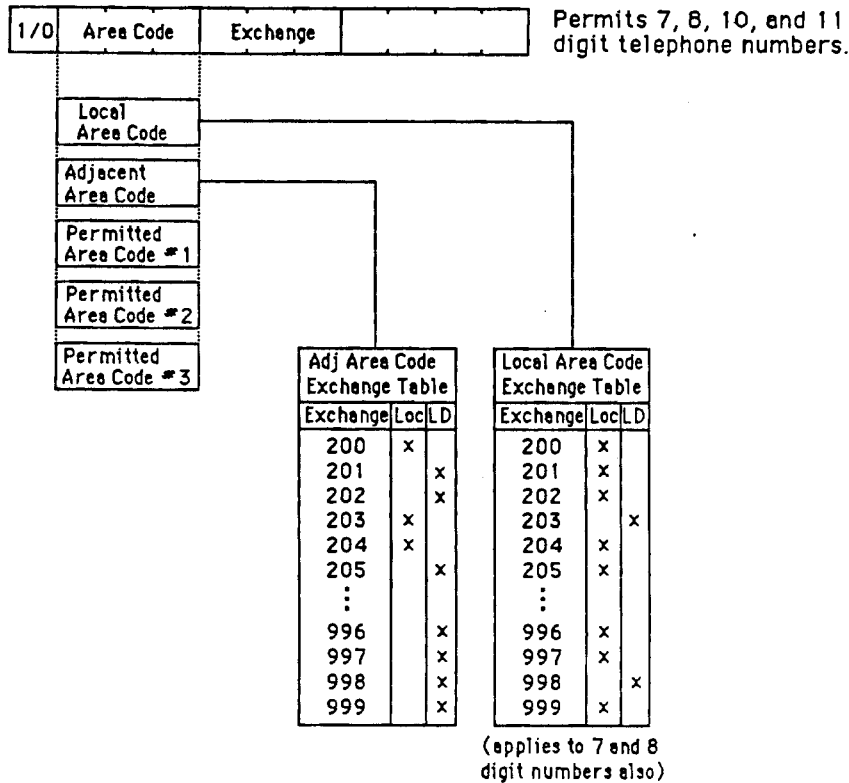 1/0 Area Code Exchange
Permits 7, 8, 10, and 11
digit telephone numbers.
Local
Area Code
Adjacent
Area Code
Permitted
Area Code #1
Permitted
Area Code #2
Permitted
Area Code #3
Adj Area Code
Exchange Table
Exchange Loc LD
200 x
201 x
202 x
203 x
204 x
205 x
⋮
996 x
997 x
998 x
999 x
Local Area Code
Exchange Table
Exchange Loc LD
200 x
201 x
202 x
203 x
204 x
205 x
⋮
996 x
997 x
998 x
999 x
(applies to 7 and 8
digit numbers also)